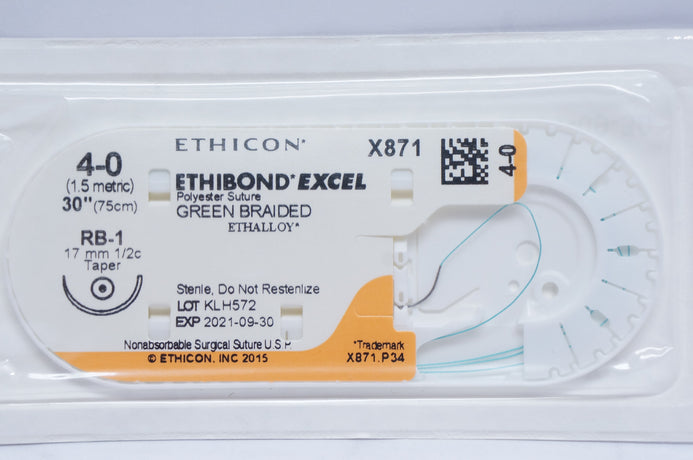 ETHICON*
X871
4-0
4-0
(1.5 metric)
30" (75cm)
ETHIBOND* EXCEL
Polyester Suture
GREEN BRAIDED
ETHALLOY*
RB-1
17 mm 1/2c
Taper
Sterile, Do Not Resterilize
LOT KLH572
EXP 2021-09-30
Nonabsorbable Surgical Suture U.S.P.
*Trademark
© ETHICON, INC 2015
X871.P34